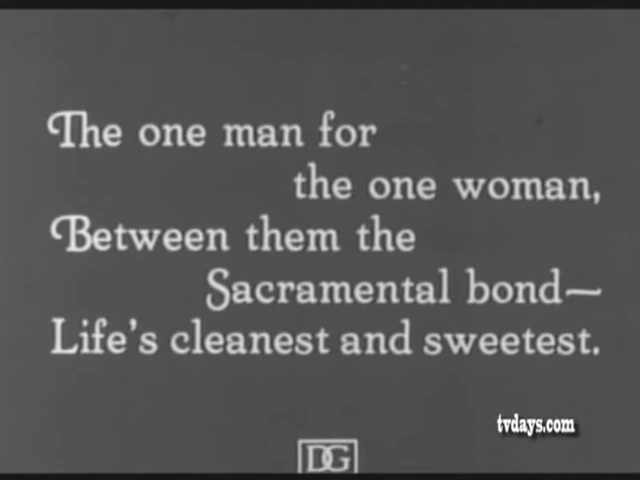 The one man for
the one woman,
Between them the
Sacramental bond—
Life's cleanest and sweetest.
tvdays.com
DG